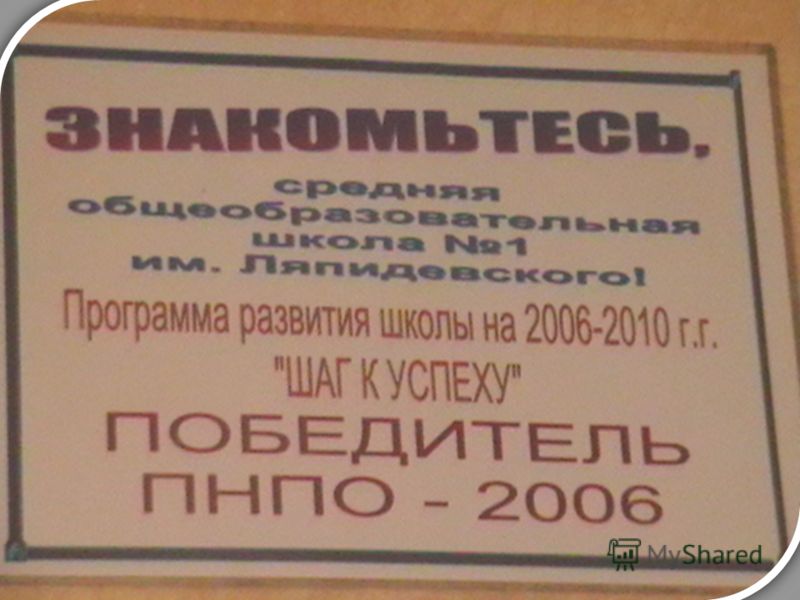 ЗНАКОМЬТЕСЬ,
средняя
общеобразовательная
школа №1
им. Ляпидевского!
Программа развития школы на 2006-2010 г.г.
"ШАГ К УСПЕХУ"
ПОБЕДИТЕЛЬ
ПНПО - 2006
MyShared